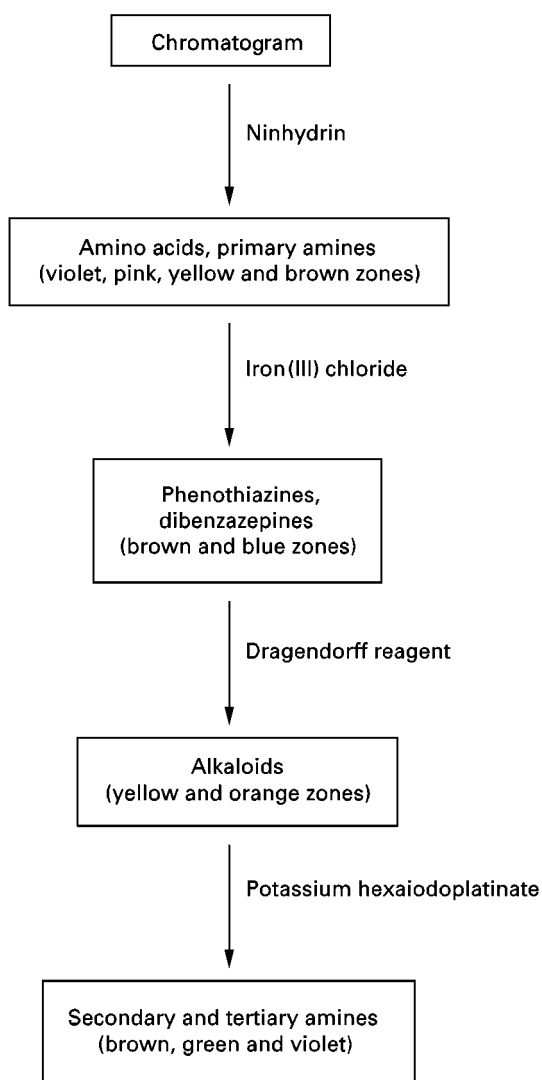 Chromatogram
Ninhydrin
Amino acids, primary amines
(violet, pink, yellow and brown zones)
Iron(III) chloride
Phenothiazines,
dibenzazepines
(brown and blue zones)
Dragendorff reagent
Alkaloids
(yellow and orange zones)
Potassium hexaiodoplatinate
Secondary and tertiary amines
(brown, green and violet)